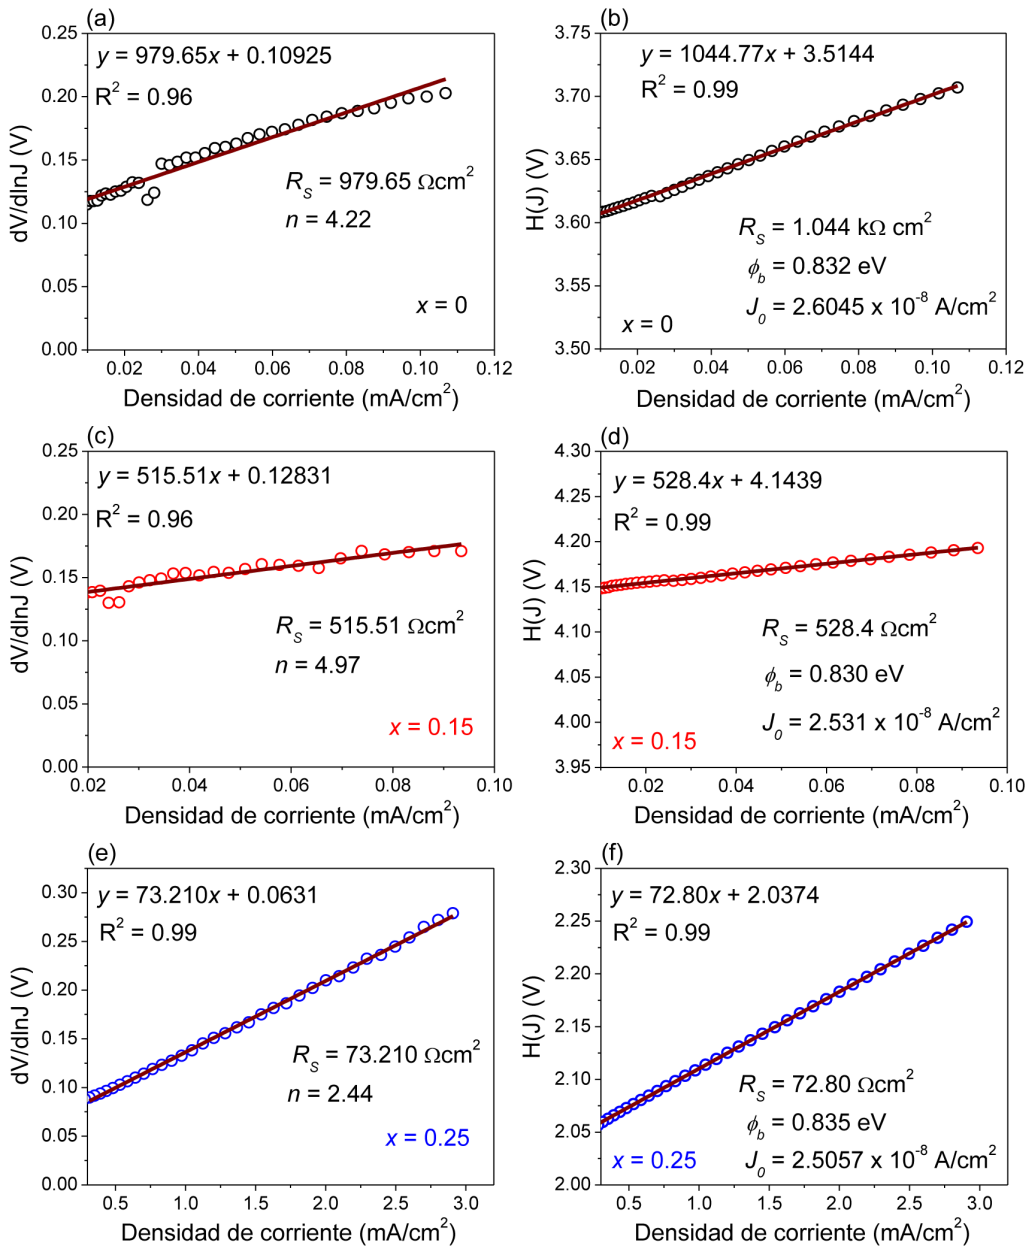 (a)
y = 979.65x + 0.10925
R² = 0.96
R_S = 979.65 Ωcm²
n = 4.22
x = 0
dV/dlnJ (V)
0.25
0.20
0.15
0.10
0.05
0.00
0.02 0.04 0.06 0.08 0.10 0.12
Densidad de corriente (mA/cm²)
(b)
y = 1044.77x + 3.5144
R² = 0.99
R_S = 1.044 kΩ cm²
ϕ_b = 0.832 eV
J_0 = 2.6045 x 10⁻⁸ A/cm²
x = 0
H(J) (V)
3.75
3.70
3.65
3.60
3.55
3.50
0.02 0.04 0.06 0.08 0.10 0.12
Densidad de corriente (mA/cm²)
(c)
y = 515.51x + 0.12831
R² = 0.96
R_S = 515.51 Ωcm²
n = 4.97
x = 0.15
dV/dlnJ (V)
0.25
0.20
0.15
0.10
0.05
0.00
0.02 0.04 0.06 0.08 0.10
Densidad de corriente (mA/cm²)
(d)
y = 528.4x + 4.1439
R² = 0.99
R_S = 528.4 Ωcm²
ϕ_b = 0.830 eV
J_0 = 2.531 x 10⁻⁸ A/cm²
x = 0.15
H(J) (V)
4.30
4.25
4.20
4.15
4.10
4.05
4.00
3.95
0.02 0.04 0.06 0.08 0.10
Densidad de corriente (mA/cm²)
(e)
y = 73.210x + 0.0631
R² = 0.99
R_S = 73.210 Ωcm²
n = 2.44
x = 0.25
dV/dlnJ (V)
0.30
0.25
0.20
0.15
0.10
0.05
0.00
0.5 1.0 1.5 2.0 2.5 3.0
Densidad de corriente (mA/cm²)
(f)
y = 72.80x + 2.0374
R² = 0.99
R_S = 72.80 Ωcm²
ϕ_b = 0.835 eV
x = 0.25 J_0 = 2.5057 x 10⁻⁸ A/cm²
H(J) (V)
2.30
2.25
2.20
2.15
2.10
2.05
2.00
0.5 1.0 1.5 2.0 2.5 3.0
Densidad de corriente (mA/cm²)